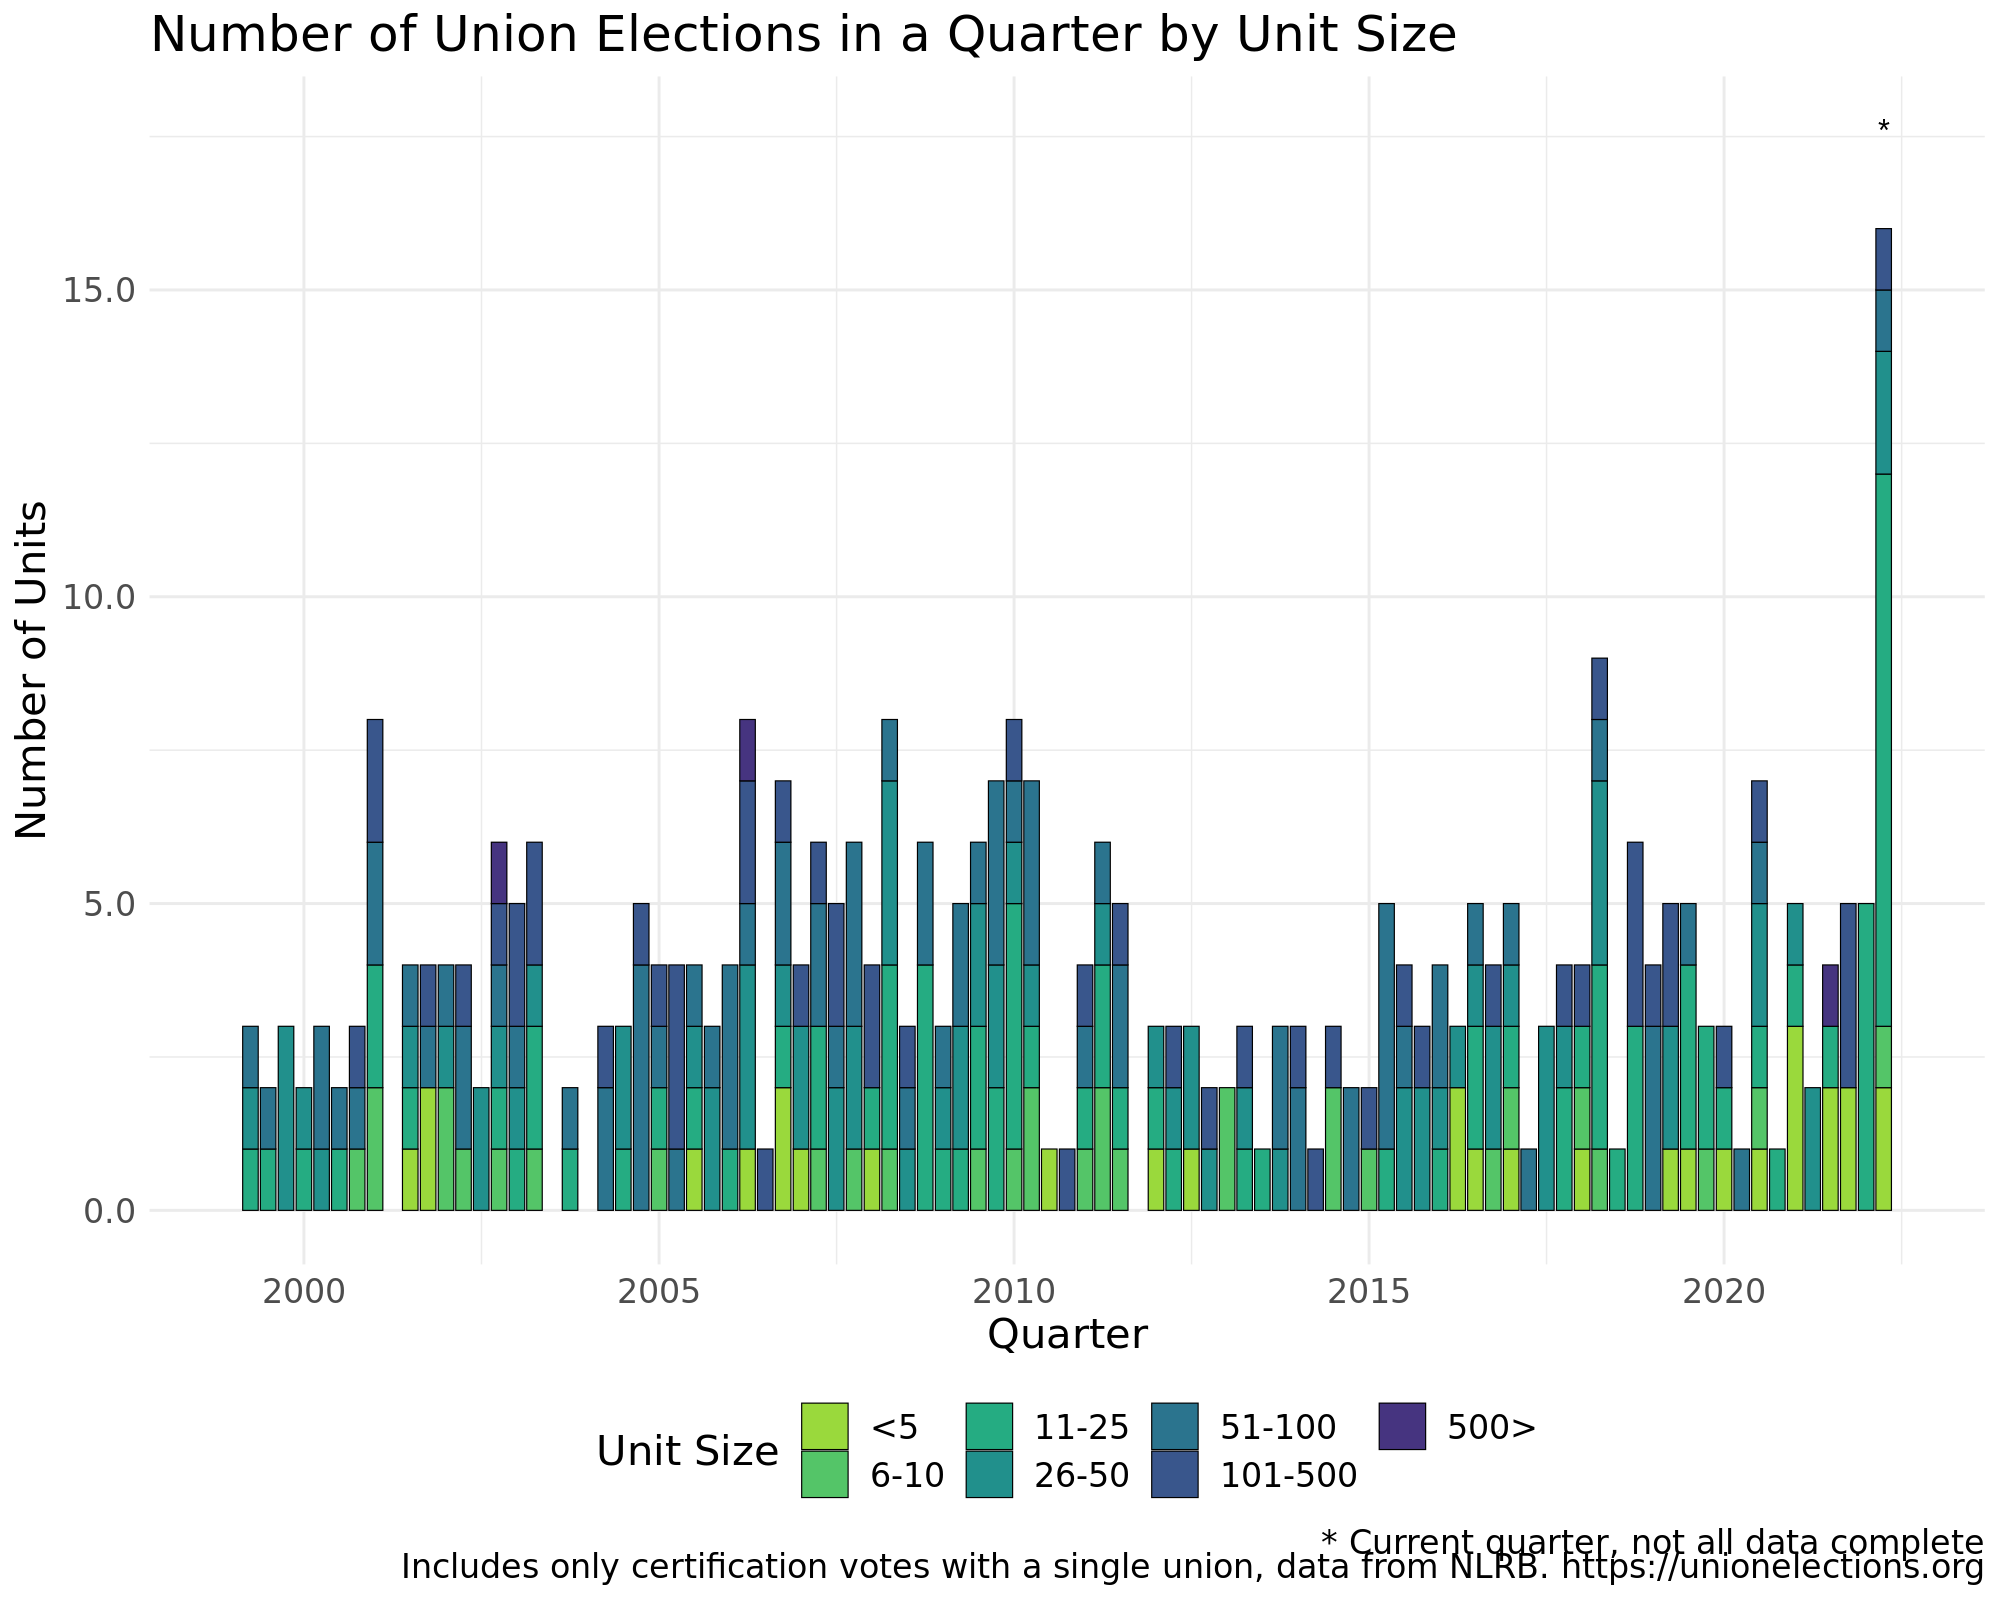 Number of Union Elections in a Quarter by Unit Size
*
Number of Units
15.0
10.0
5.0
0.0
2000 2005 2010 2015 2020
Quarter
Unit Size
<5 11-25 51-100 500>
6-10 26-50 101-500
* Current quarter, not all data complete
Includes only certification votes with a single union, data from NLRB. https://unionelections.org